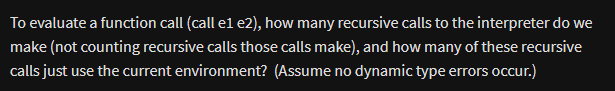 To evaluate a function call (call e1 e2), how many recursive calls to the interpreter do we
make (not counting recursive calls those calls make), and how many of these recursive
calls just use the current environment?  (Assume no dynamic type errors occur.)